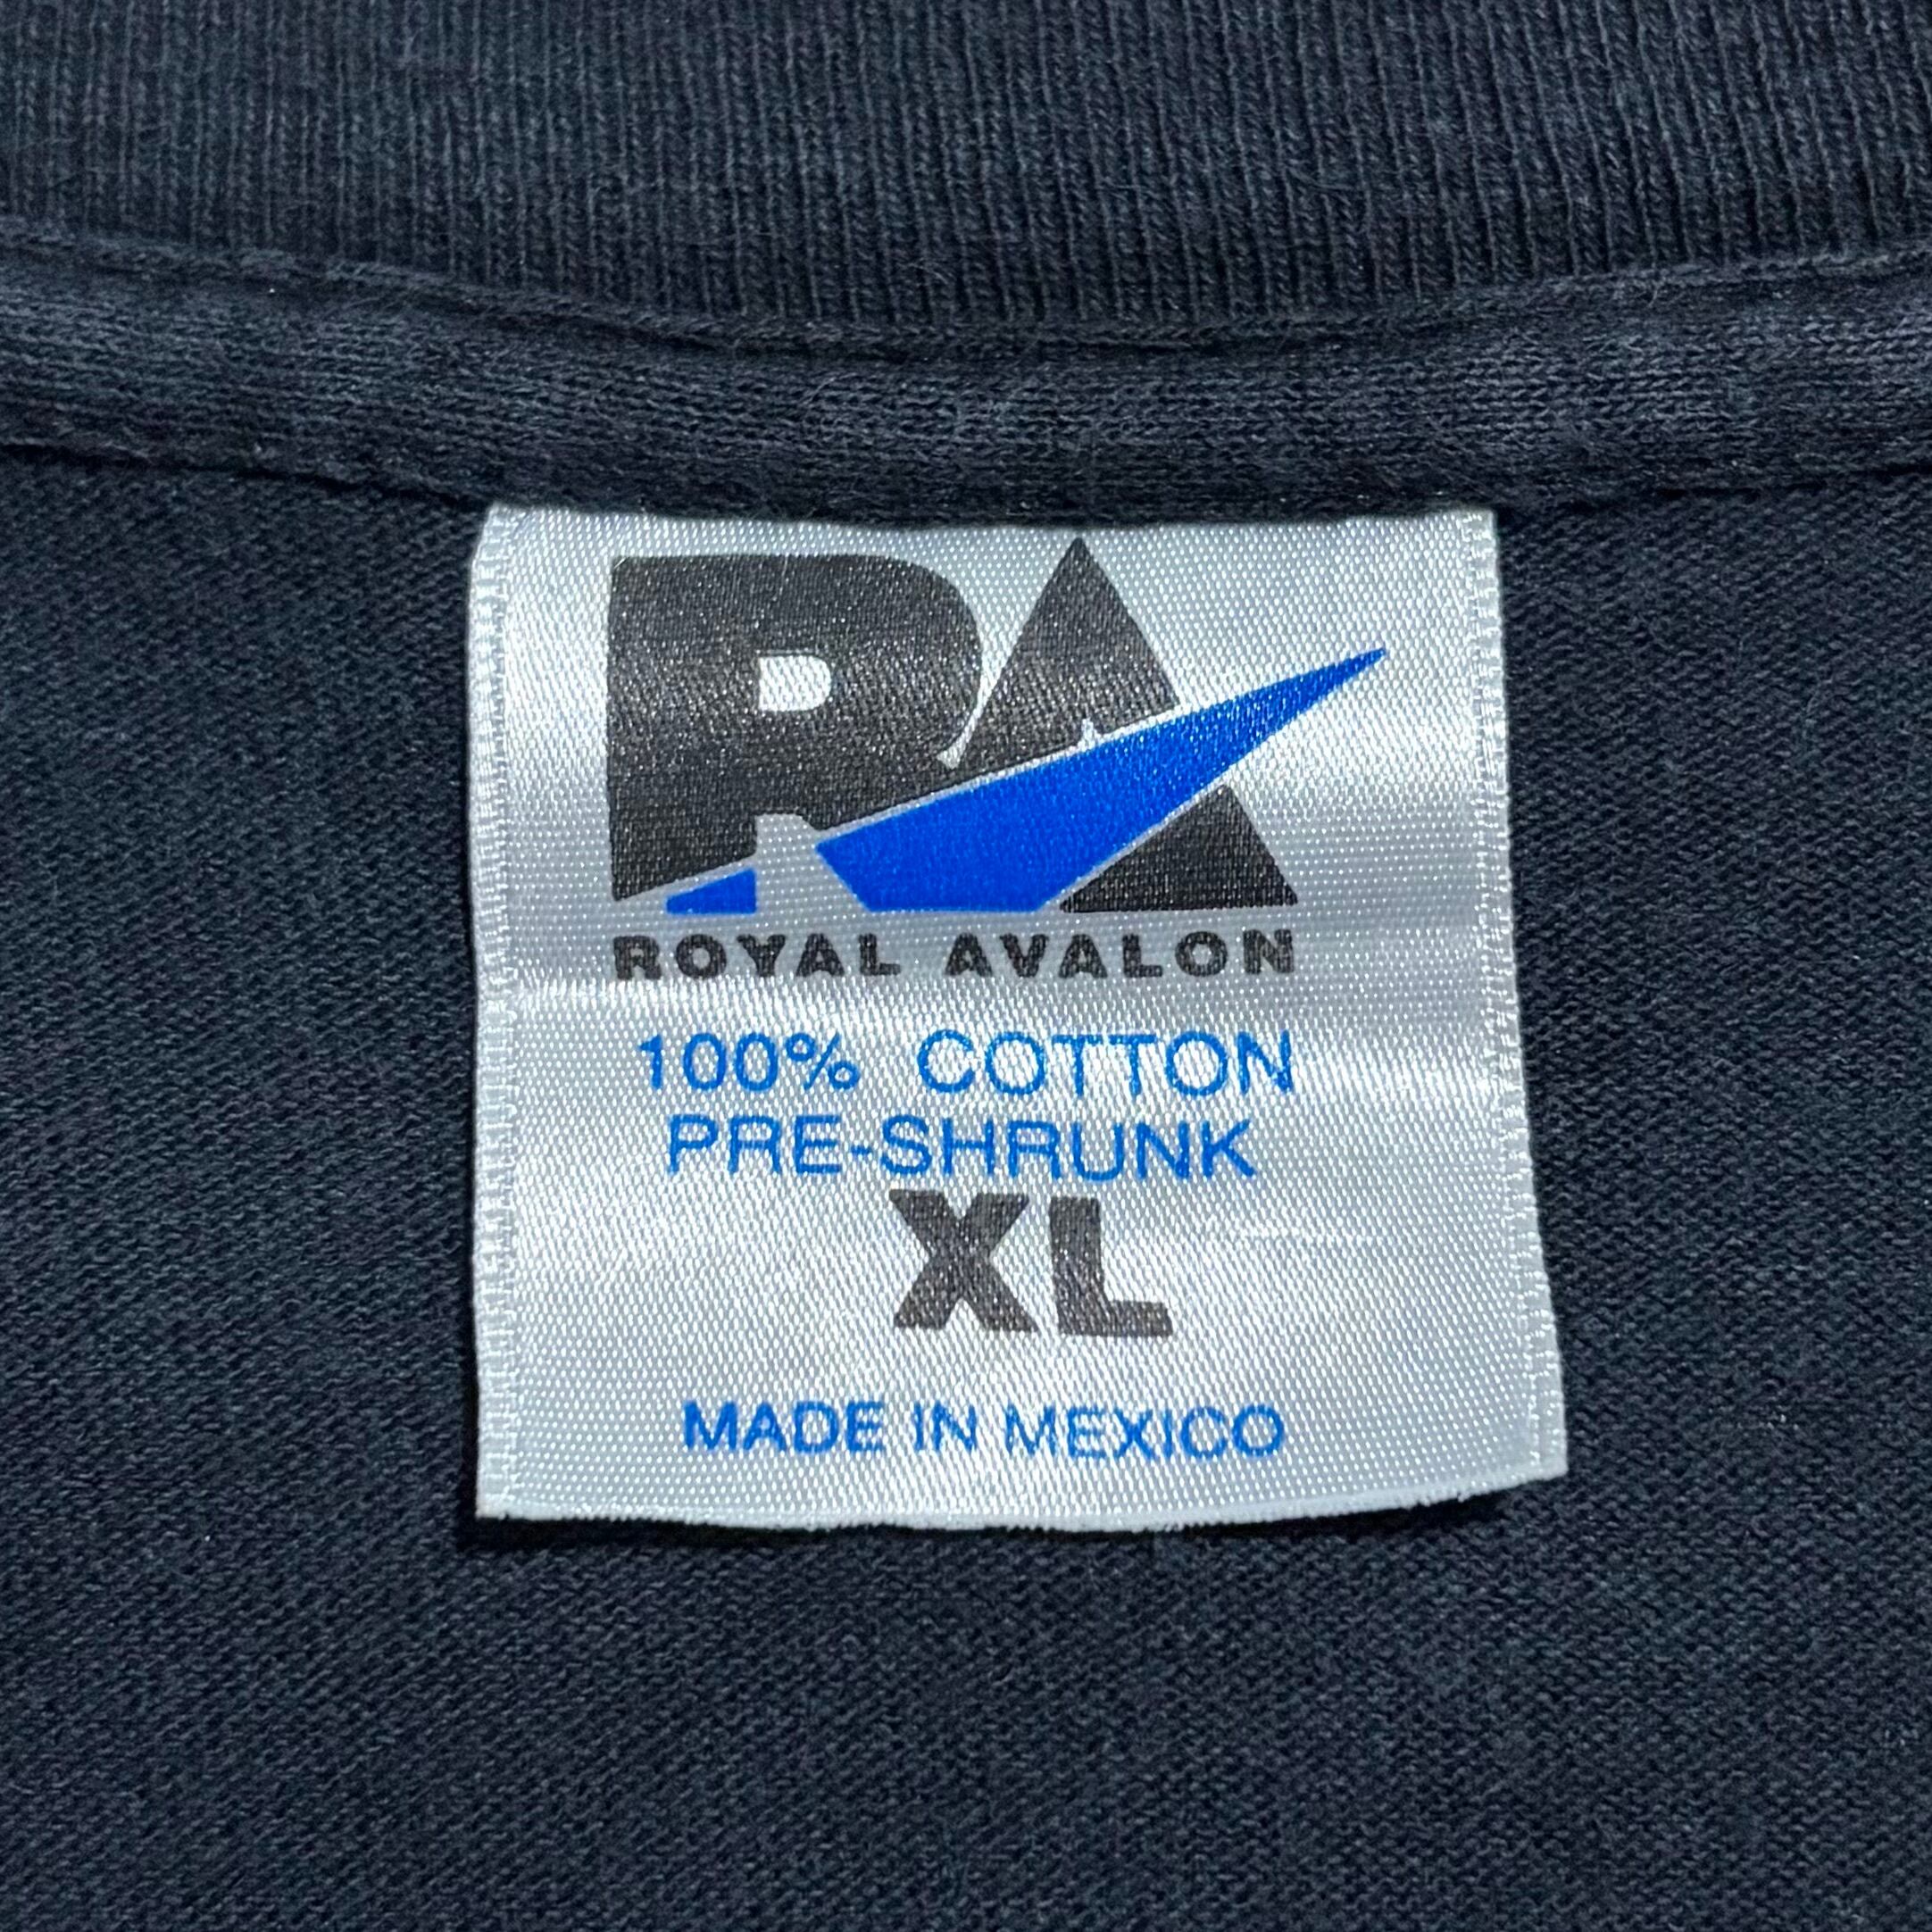 RA
ROYAL AVALON
100% COTTON
PRE-SHRUNK
XL
MADE IN MEXICO